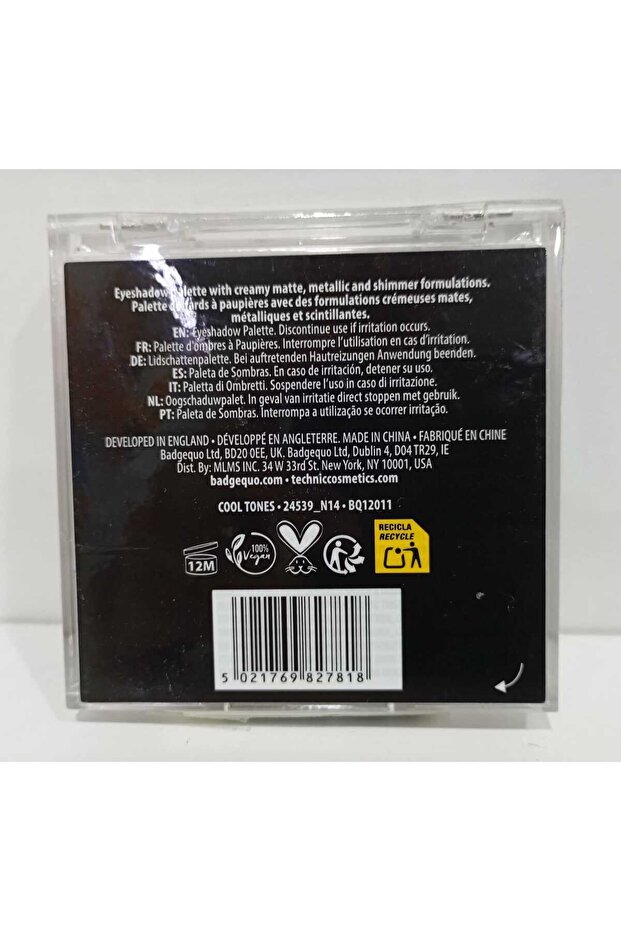 Eyeshadow palette with creamy matte, metallic and shimmer formulations.
Palette de fards à paupières avec des formulations crémeuses mates,
métalliques et scintillantes.
EN: Eyeshadow Palette. Discontinue use if irritation occurs.
FR: Palette d'ombres à Paupières. Interrompre l'utilisation en cas d'irritation.
DE: Lidschattenpalette. Bei auftretenden Hautreizungen Anwendung beenden.
ES: Paleta de Sombras. En caso de irritación, detener su uso.
IT: Paletta di Ombretti. Sospendere l'uso in caso di irritazione.
NL: Oogschaduwpalet. In geval van irritatie direct stoppen met gebruik.
PT: Paleta de Sombras. Interrompa a utilização se ocorrer irritação.
DEVELOPED IN ENGLAND • DÉVELOPPÉ EN ANGLETERRE. MADE IN CHINA • FABRIQUÉ EN CHINE
Badgequo Ltd, BD20 0EE, UK. Badgequo Ltd, Dublin 4, D04 TR29, IE
Dist. By: MLMS INC. 34 W 33rd St. New York, NY 10001, USA
badgequo.com • techniccosmetics.com
COOL TONES • 24539_N14 • BQ12011
12M
100%
Vegan
RECICLA
RECYCLE
5 021769 827818